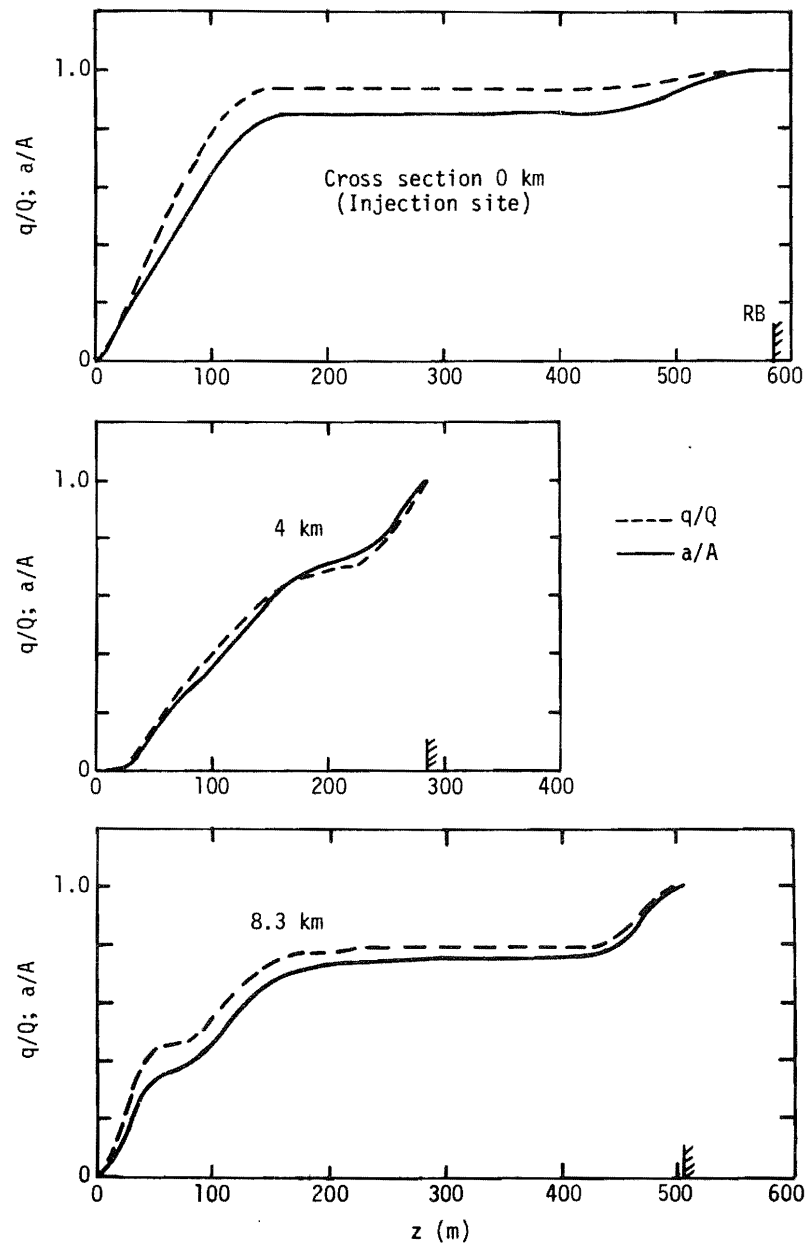 1.0
q/Q; a/A
Cross section 0 km
(Injection site)
RB
0
0 100 200 300 400 500 600
1.0
q/Q; a/A
4 km
q/Q
a/A
0
0 100 200 300 400
1.0
q/Q; a/A
8.3 km
0
0 100 200 300 400 500 600
z (m)